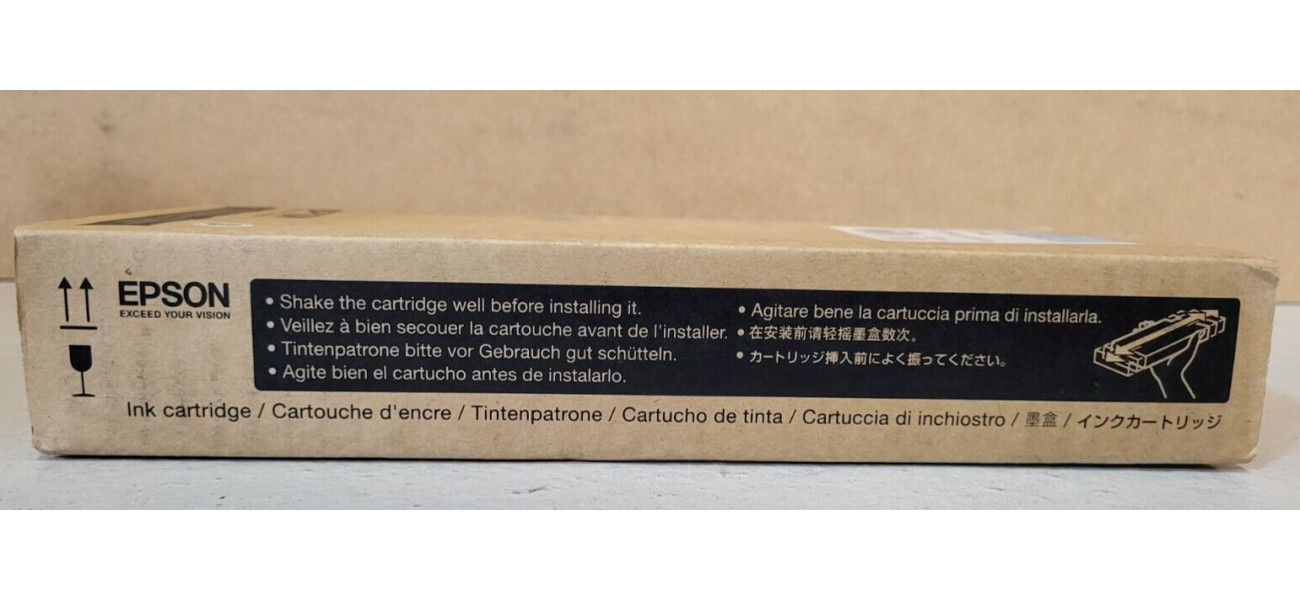 EPSON
EXCEED YOUR VISION
• Shake the cartridge well before installing it.
• Veillez à bien secouer la cartouche avant de l'installer.
• Tintenpatrone bitte vor Gebrauch gut schütteln.
• Agite bien el cartucho antes de instalarlo.
• Agitare bene la cartuccia prima di installarla.
• 在安装前请轻摇墨盒数次。
• カートリッジ挿入前によく振ってください。
Ink cartridge / Cartouche d'encre / Tintenpatrone / Cartucho de tinta / Cartuccia di inchiostro / 墨盒 / インクカートリッジ